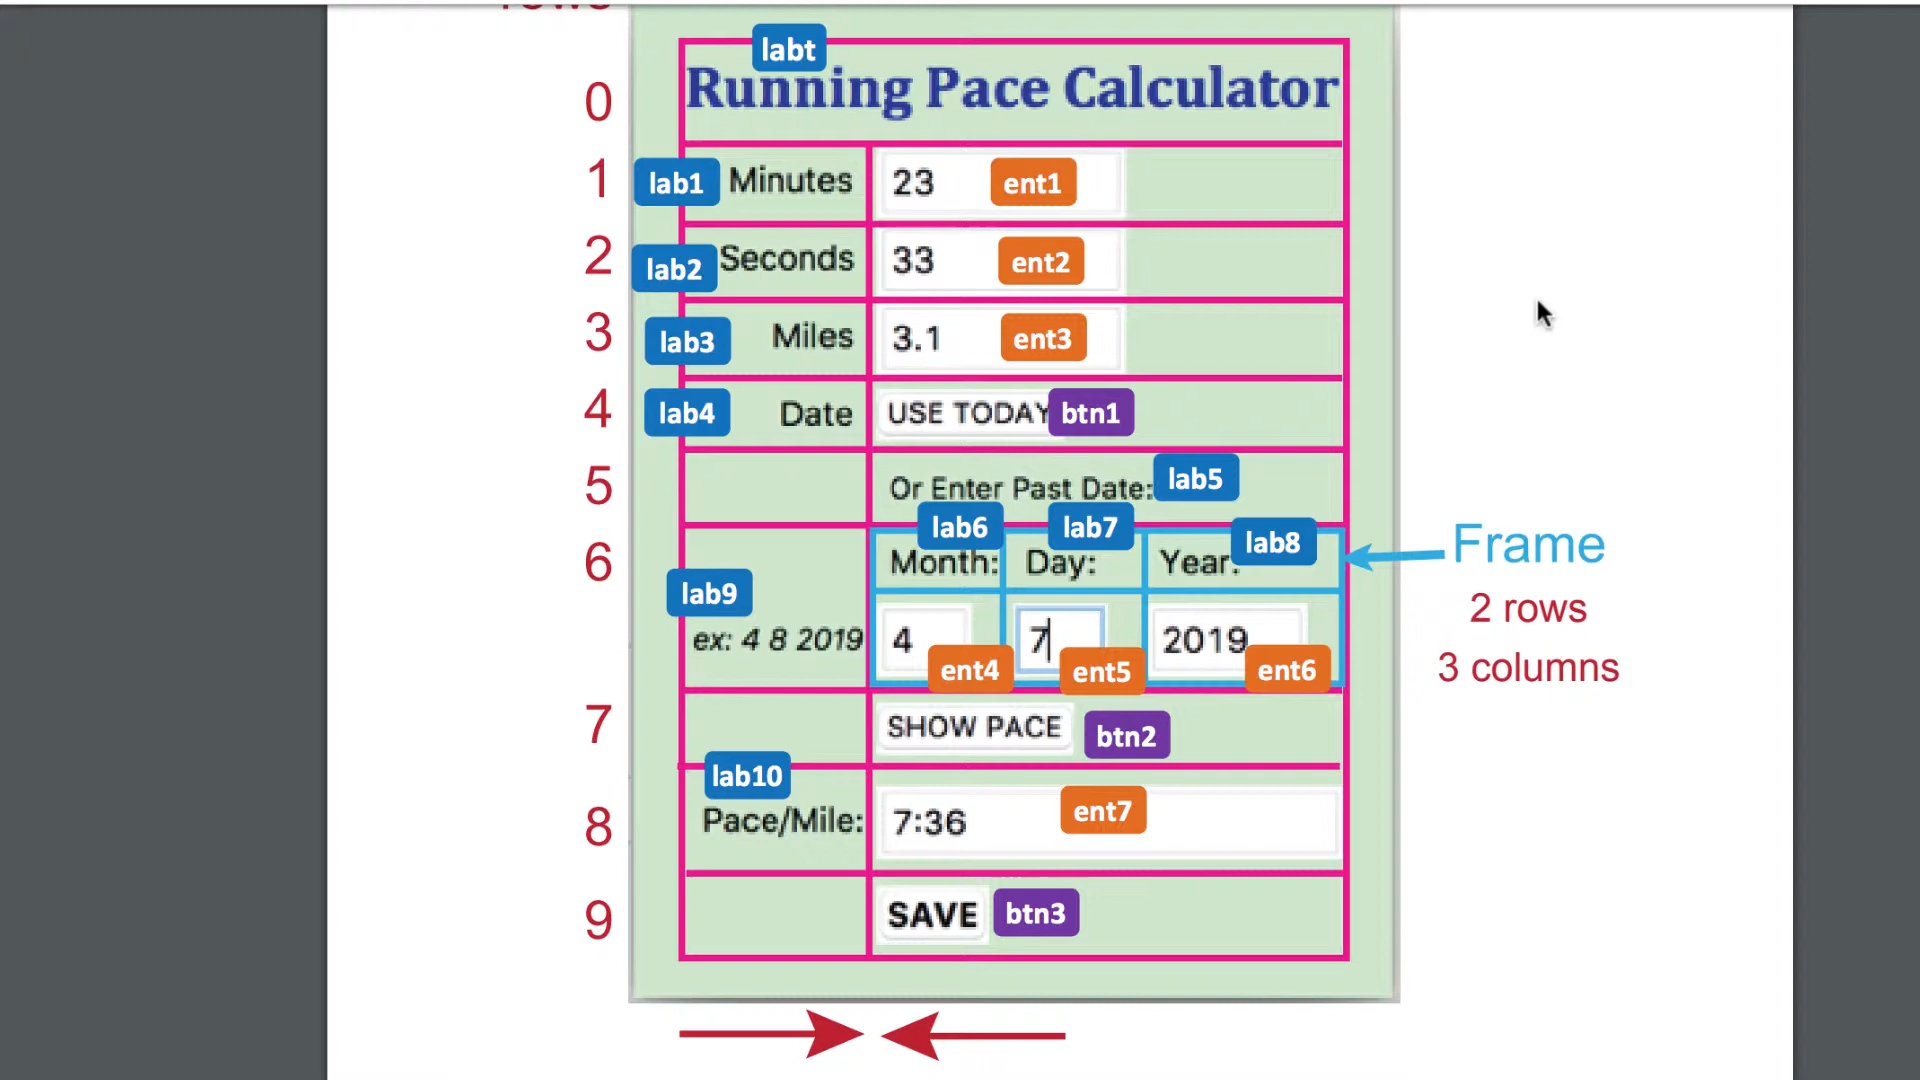 rows
labt
Running Pace Calculator
0
1 lab1 Minutes 23 ent1
2 lab2 Seconds 33 ent2
3 lab3 Miles 3.1 ent3
4 lab4 Date USE TODAY btn1
5 Or Enter Past Date: lab5
lab6 lab7 lab8
6 Month: Day: Year:
Frame
2 rows
3 columns
lab9
ex: 4 8 2019 4 7 2019
ent4 ent5 ent6
7 SHOW PACE btn2
lab10
8 Pace/Mile: 7:36 ent7
9 SAVE btn3